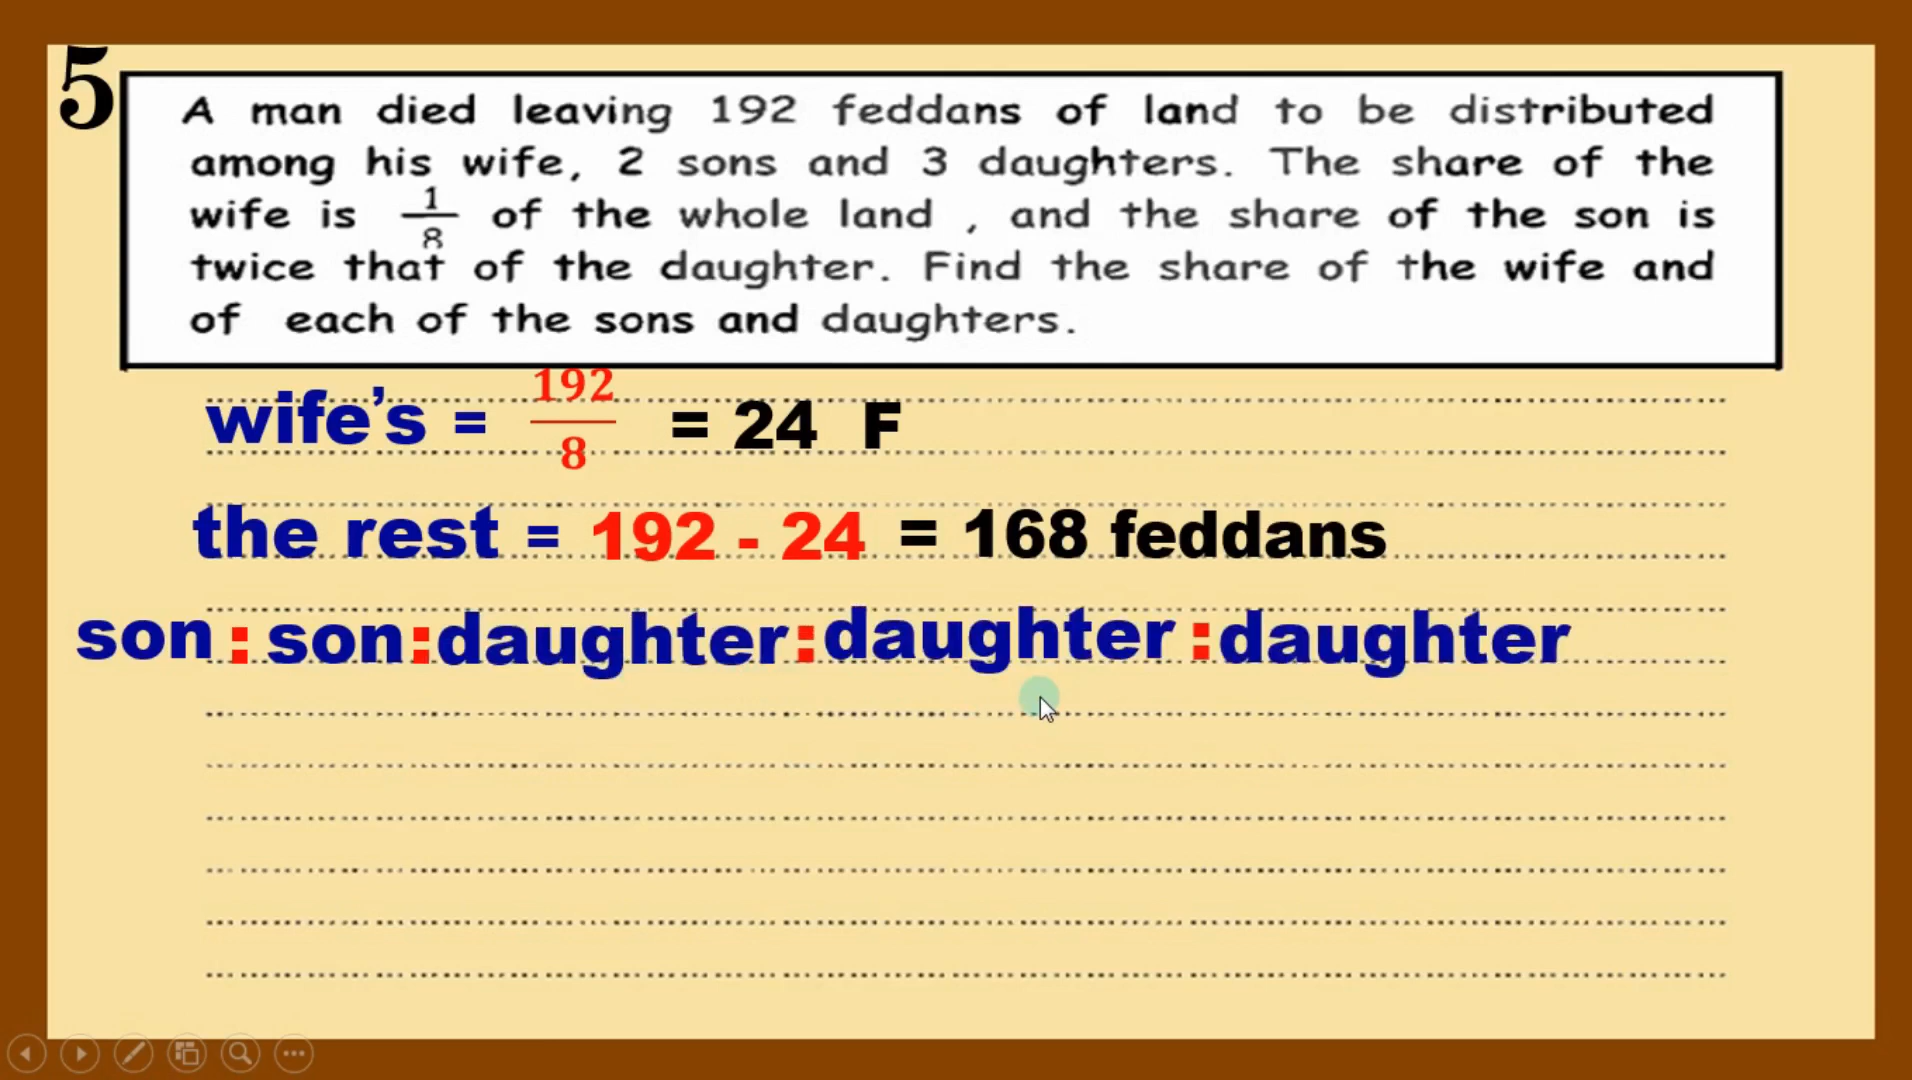 5
A man died leaving 192 feddans of land to be distributed
among his wife, 2 sons and 3 daughters. The share of the
wife is 1/8 of the whole land , and the share of the son is
twice that of the daughter. Find the share of the wife and
of each of the sons and daughters.
wife's = 192/8 = 24 F
the rest = 192 - 24 = 168 feddans
son : son : daughter : daughter : daughter